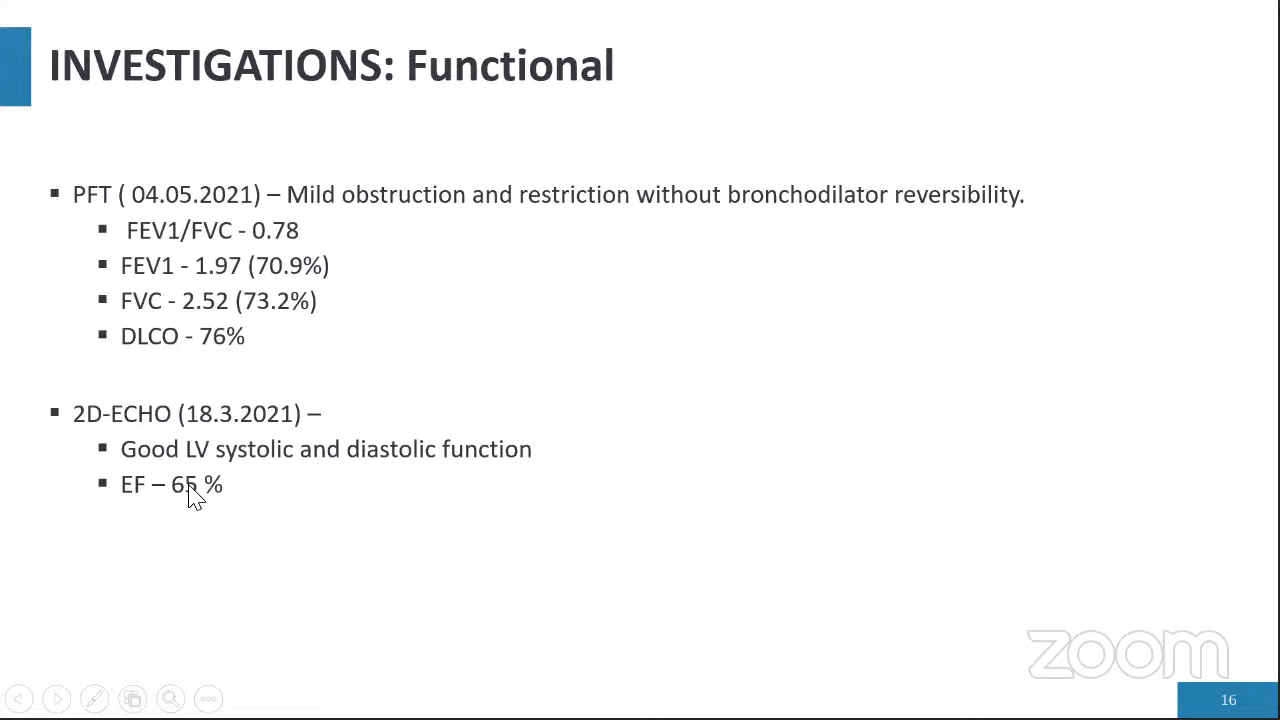 INVESTIGATIONS: Functional
▪ PFT ( 04.05.2021) – Mild obstruction and restriction without bronchodilator reversibility.
▪ FEV1/FVC - 0.78
▪ FEV1 - 1.97 (70.9%)
▪ FVC - 2.52 (73.2%)
▪ DLCO - 76%
▪ 2D-ECHO (18.3.2021) –
▪ Good LV systolic and diastolic function
▪ EF – 65 %
zoom
16